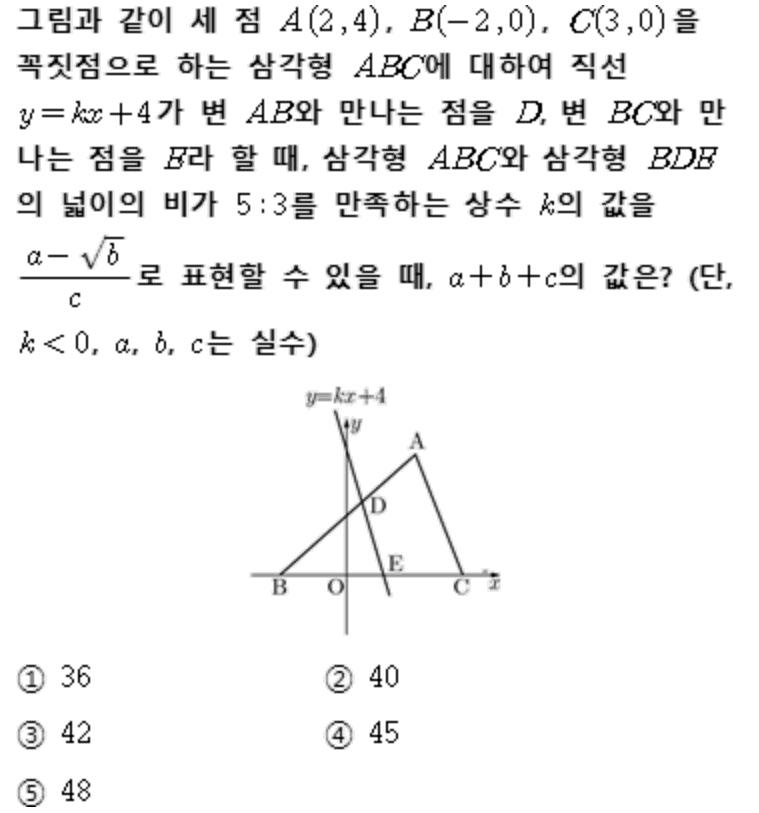 그림과 같이 세 점 A(2,4), B(−2,0), C(3,0)을
꼭짓점으로 하는 삼각형 ABC에 대하여 직선
y=kx+4가 변 AB와 만나는 점을 D, 변 BC와 만
나는 점을 E라 할 때, 삼각형 ABC와 삼각형 BDE
의 넓이의 비가 5:3를 만족하는 상수 k의 값을
(a−√b)/c로 표현할 수 있을 때, a+b+c의 값은? (단,
k<0, a, b, c는 실수)
y=kx+4
y
A
D
E
B O C x
① 36 ② 40
③ 42 ④ 45
⑤ 48